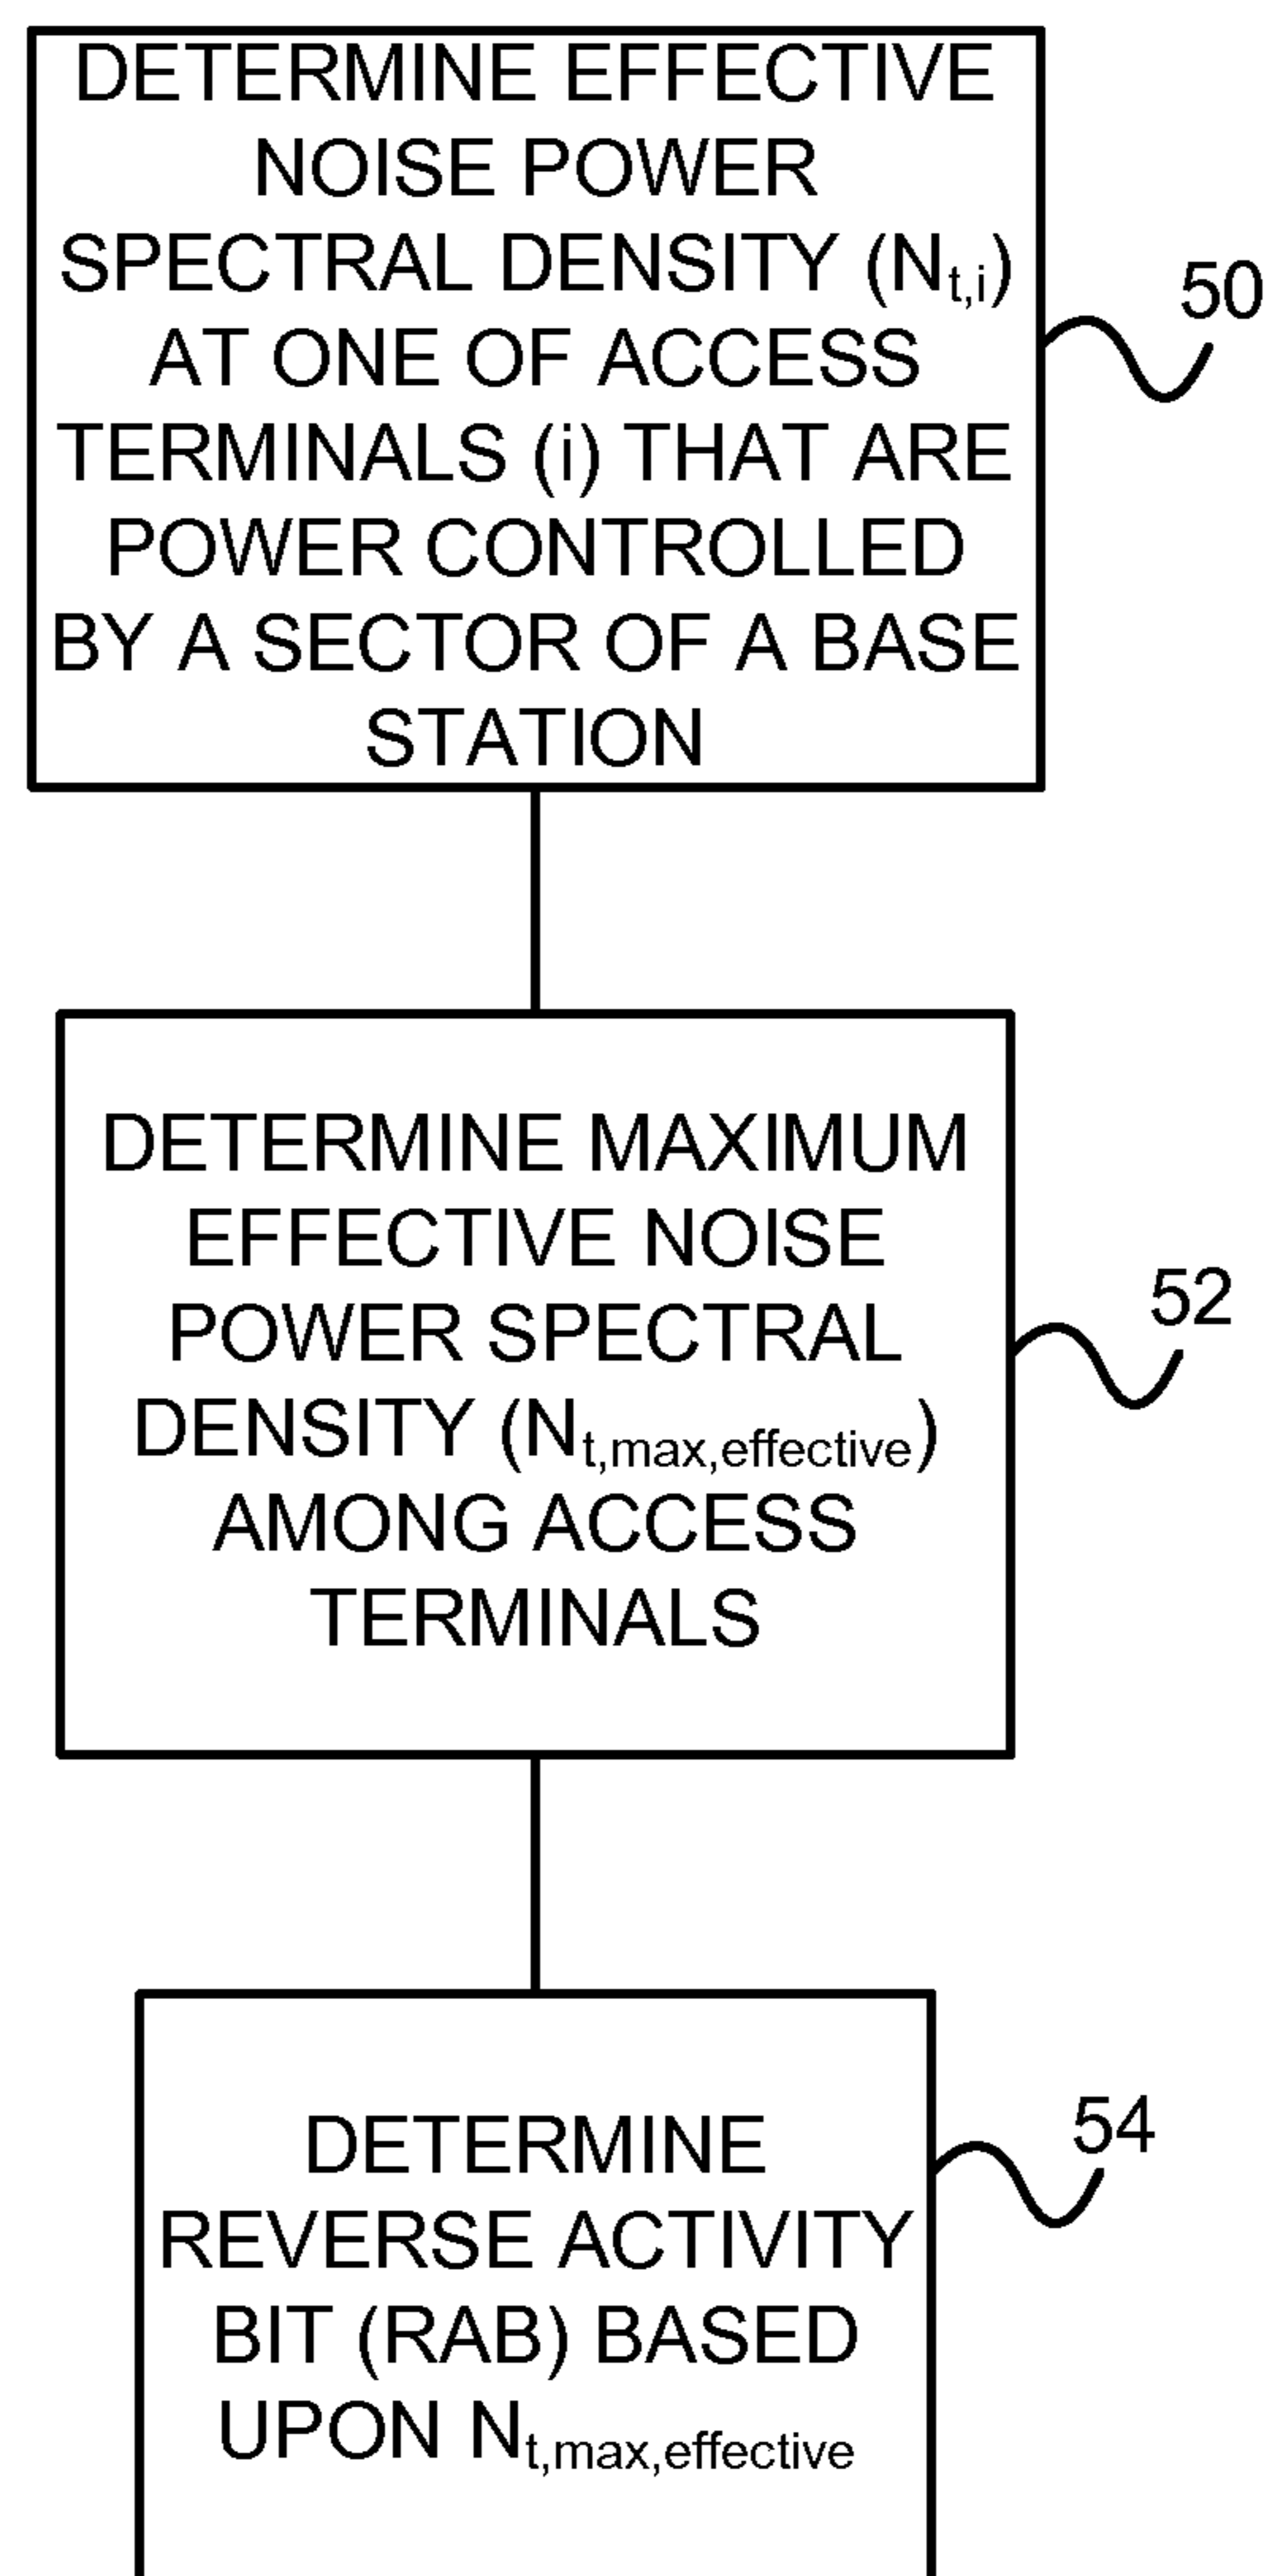 DETERMINE EFFECTIVE
NOISE POWER
SPECTRAL DENSITY (Nt,i)
AT ONE OF ACCESS
TERMINALS (i) THAT ARE
POWER CONTROLLED
BY A SECTOR OF A BASE
STATION
50
DETERMINE MAXIMUM
EFFECTIVE NOISE
POWER SPECTRAL
DENSITY (Nt,max,effective)
AMONG ACCESS
TERMINALS
52
DETERMINE
REVERSE ACTIVITY
BIT (RAB) BASED
UPON Nt,max,effective
54